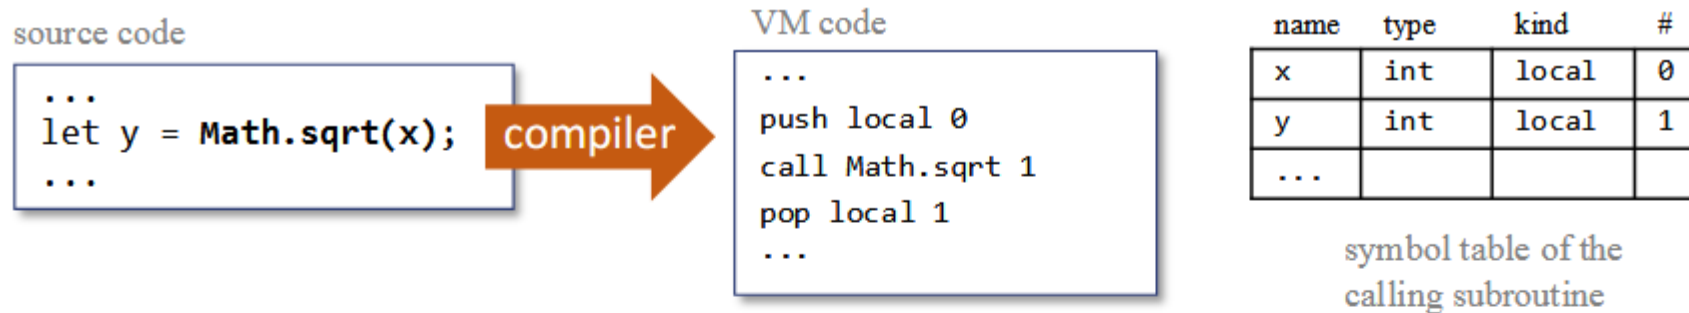 source code
...
let y = Math.sqrt(x);
...
compiler
VM code
...
push local 0
call Math.sqrt 1
pop local 1
...
name type kind #
x int local 0
y int local 1
...
symbol table of the
calling subroutine